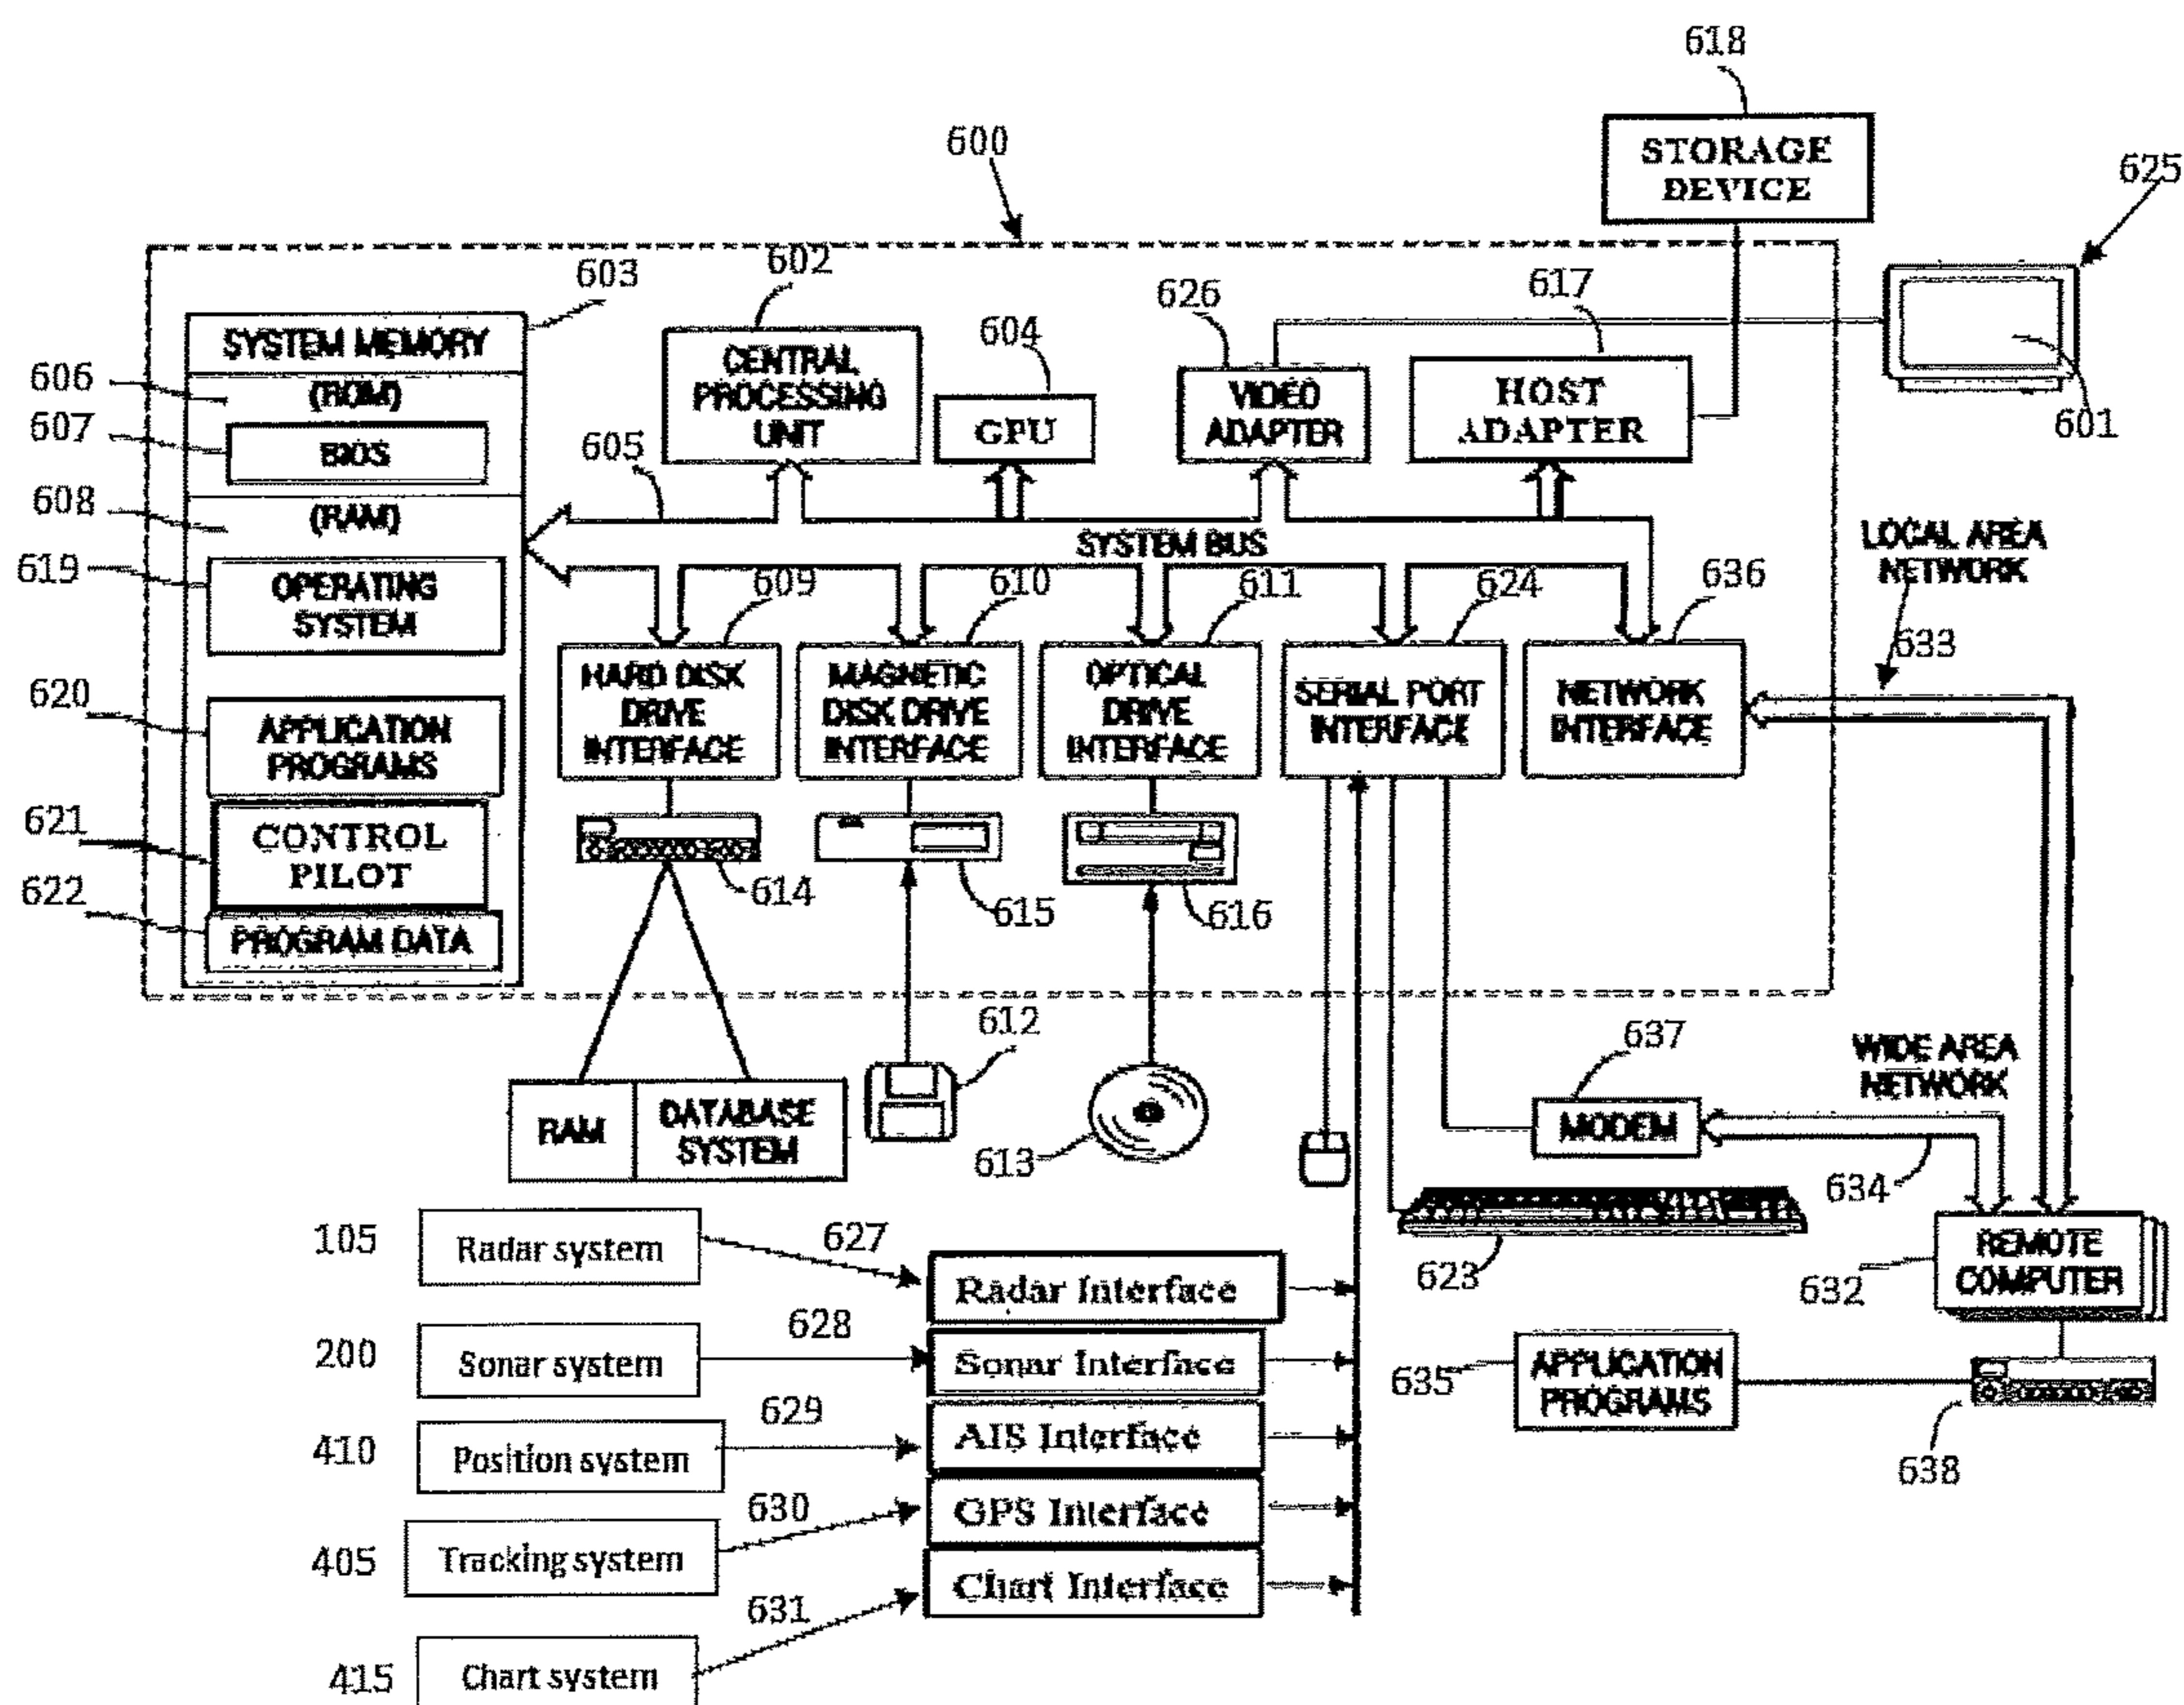 618
STORAGE
DEVICE
600
625
603
602
626
617
604
SYSTEM MEMORY
606
(ROM)
607
BIOS
CENTRAL
PROCESSING
UNIT
GPU
VIDEO
ADAPTER
HOST
ADAPTER
601
605
608
(RAM)
SYSTEM BUS
LOCAL AREA
NETWORK
619
OPERATING
SYSTEM
609
610
611
624
636
633
620
APPLICATION
PROGRAMS
HARD DISK
DRIVE
INTERFACE
MAGNETIC
DISK DRIVE
INTERFACE
OPTICAL
DRIVE
INTERFACE
SERIAL PORT
INTERFACE
NETWORK
INTERFACE
621
CONTROL
PILOT
622
PROGRAM DATA
614
615
616
612
637
WIDE AREA
NETWORK
RAM
DATABASE
SYSTEM
613
MODEM
634
105
Radar system
627
Radar Interface
623
632
REMOTE
COMPUTER
200
Sonar system
628
Sonar Interface
635
APPLICATION
PROGRAMS
638
410
Position system
629
AIS Interface
405
Tracking system
630
GPS Interface
415
Chart system
631
Chart Interface